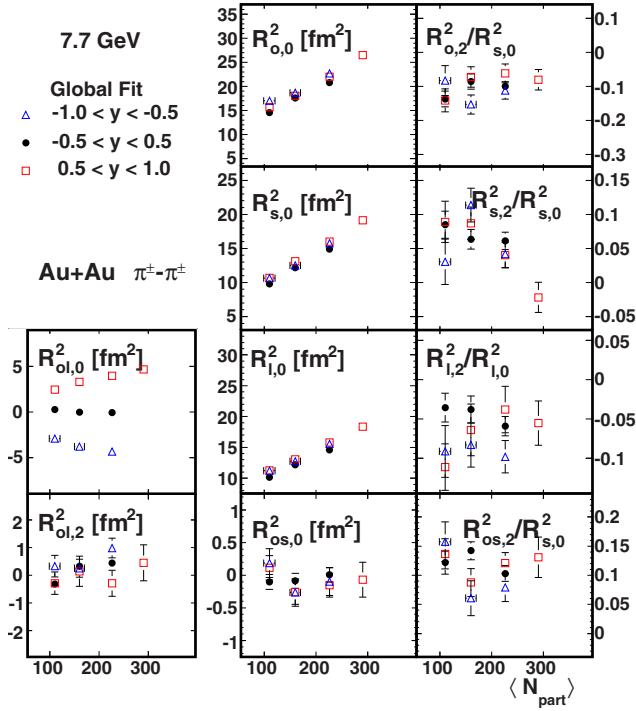 7.7 GeV
Global Fit
-1.0 < y < -0.5
-0.5 < y < 0.5
0.5 < y < 1.0
Au+Au π±-π±
R²o,0 [fm²]
35
30
25
20
15
10
5
R²o,2/R²s,0
0.1
0
-0.1
-0.2
-0.3
R²s,0 [fm²]
25
20
15
10
5
R²s,2/R²s,0
0.15
0.1
0.05
0
-0.05
R²ol,0 [fm²]
5
0
-5
R²l,0 [fm²]
30
25
20
15
10
R²l,2/R²l,0
0.05
0
-0.05
-0.1
R²ol,2 [fm²]
2
1
0
-1
-2
R²os,0 [fm²]
0.5
0
-0.5
-1
R²os,2/R²s,0
0.2
0.15
0.1
0.05
0
100 200 300
100 200 300
100 200 300
⟨ Npart ⟩